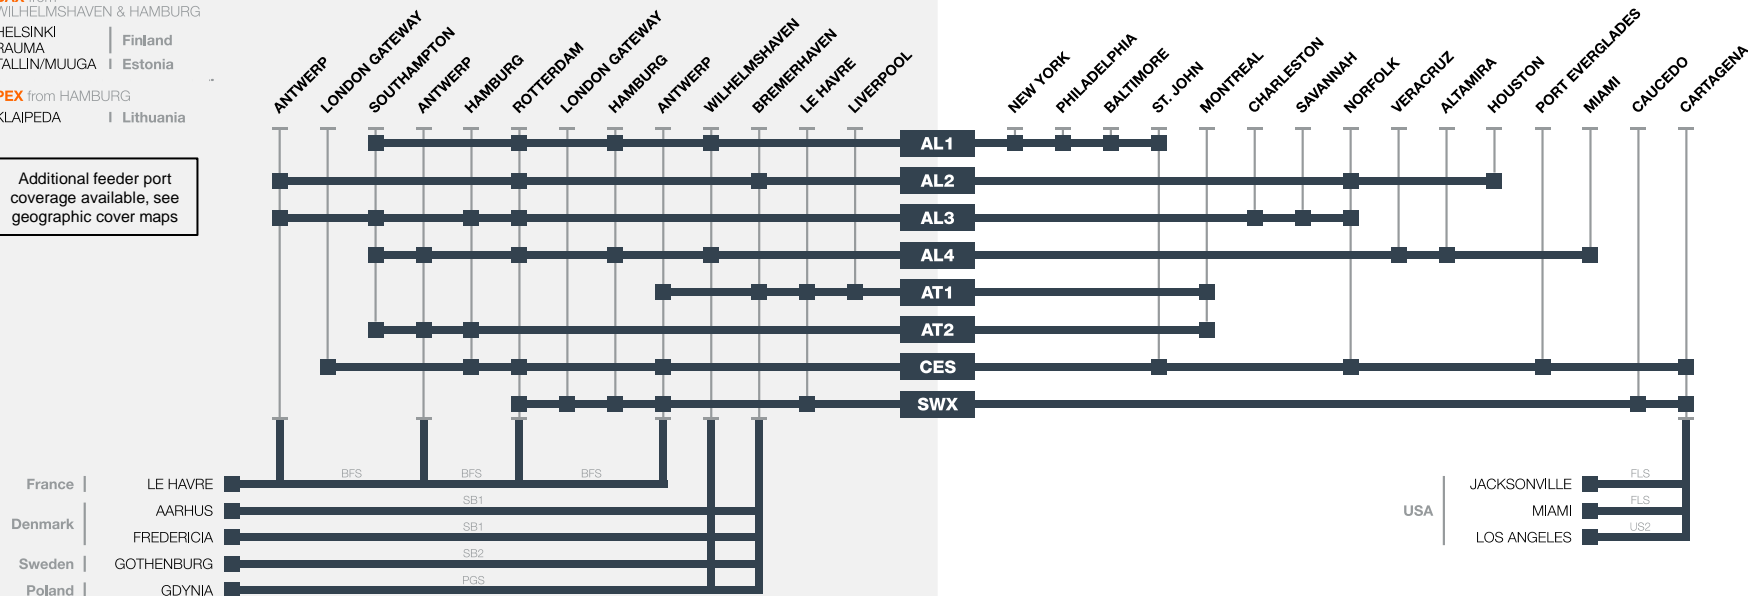 WILHELMSHAVEN & HAMBURG
HELSINKI
RAUMA
Finland
TALLIN/MUUGA
Estonia
PEX from HAMBURG
KLAIPEDA
Lithuania
Additional feeder port
coverage available, see
geographic cover maps
ANTWERP
LONDON GATEWAY
SOUTHAMPTON
ANTWERP
HAMBURG
ROTTERDAM
LONDON GATEWAY
HAMBURG
ANTWERP
WILHELMSHAVEN
BREMERHAVEN
LE HAVRE
LIVERPOOL
NEW YORK
PHILADELPHIA
BALTIMORE
ST. JOHN
MONTREAL
CHARLESTON
SAVANNAH
NORFOLK
VERACRUZ
ALTAMIRA
HOUSTON
PORT EVERGLADES
MIAMI
CAUCEDO
CARTAGENA
AL1
AL2
AL3
AL4
AT1
AT2
CES
SWX
France
LE HAVRE
BFS
BFS
BFS
Denmark
AARHUS
SB1
FREDERICIA
SB1
Sweden
GOTHENBURG
SB2
Poland
GDYNIA
PGS
USA
JACKSONVILLE
FLS
MIAMI
FLS
LOS ANGELES
US2